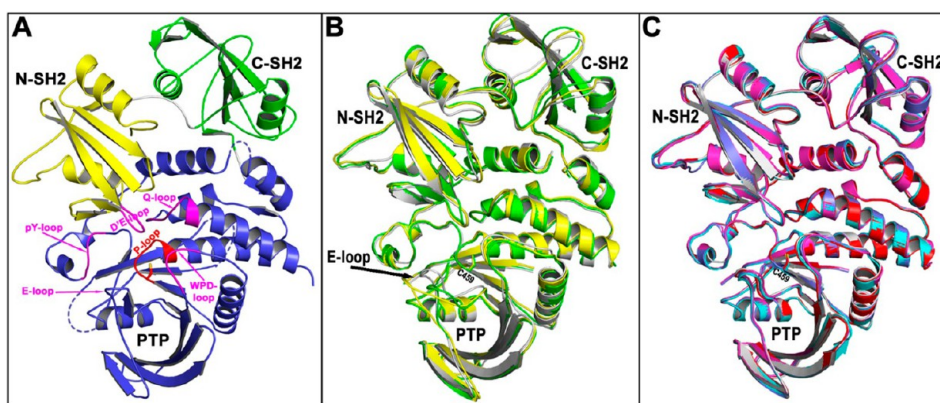 A
N-SH2
C-SH2
Q-loop
D'E-loop
pY-loop
P-loop
E-loop
WPD-
loop
PTP
B
C-SH2
N-SH2
E-loop
C459
PTP
C
C-SH2
N-SH2
C459
PTP